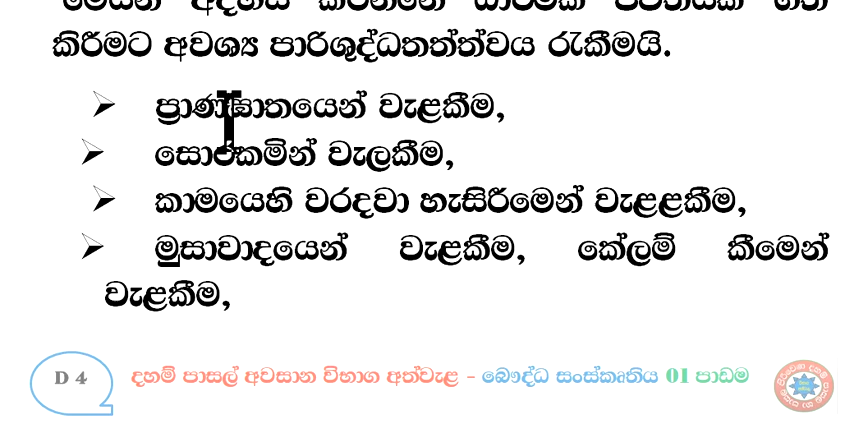 කිරීමට අවශ්‍ය පාරිශුද්ධතත්ත්වය රැකීමයි.
➢ ප්‍රාණඝාතයෙන් වැළකීම,
➢ සොරකමින් වැලකීම,
➢ කාමයෙහි වරදවා හැසිරීමෙන් වැළළකීම,
➢ මුසාවාදයෙන් වැළකීම, කේලම් කීමෙන්
වැළකීම,
D 4 දහම් පාසල් අවසාන විභාග අත්වැළ - බෞද්ධ සංස්කෘතිය 01 පාඩම